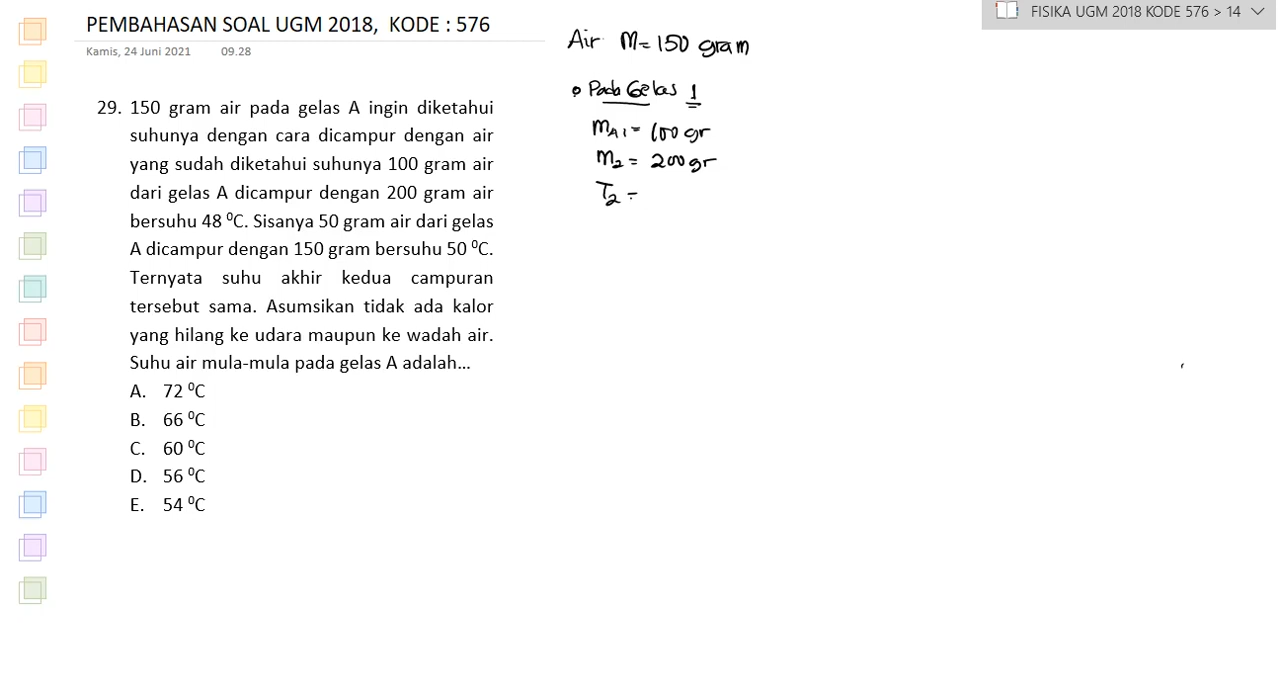 PEMBAHASAN SOAL UGM 2018, KODE : 576
Kamis, 24 Juni 2021 09.28
FISIKA UGM 2018 KODE 576 > 14
29. 150 gram air pada gelas A ingin diketahui
suhunya dengan cara dicampur dengan air
yang sudah diketahui suhunya 100 gram air
dari gelas A dicampur dengan 200 gram air
bersuhu 48 ⁰C. Sisanya 50 gram air dari gelas
A dicampur dengan 150 gram bersuhu 50 ⁰C.
Ternyata suhu akhir kedua campuran
tersebut sama. Asumsikan tidak ada kalor
yang hilang ke udara maupun ke wadah air.
Suhu air mula-mula pada gelas A adalah...
A. 72 ⁰C
B. 66 ⁰C
C. 60 ⁰C
D. 56 ⁰C
E. 54 ⁰C
Air M = 150 gram
• Pada Gelas 1
mA1 = 100 gr
m2 = 200 gr
T2 =